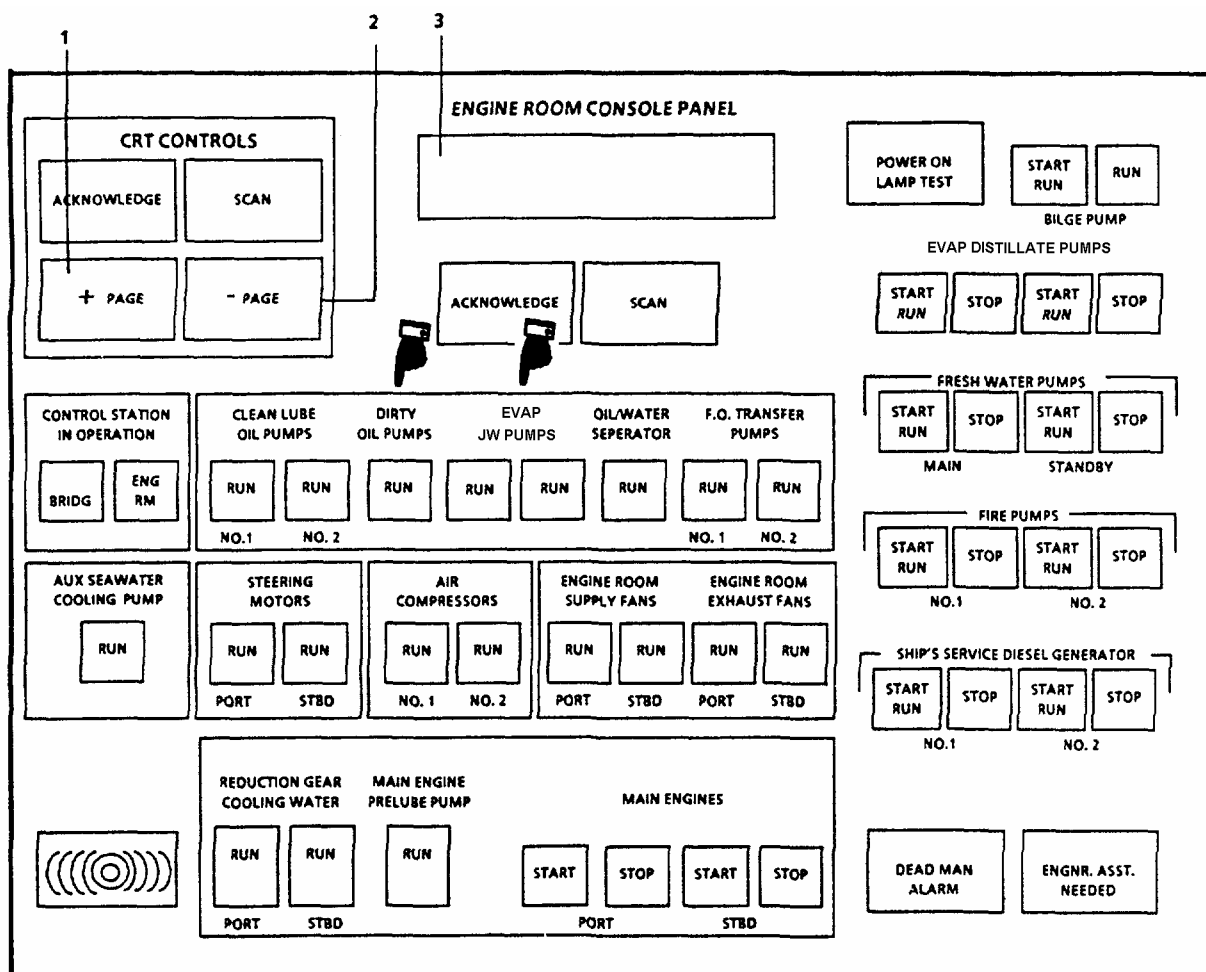 1
2
3
ENGINE ROOM CONSOLE PANEL
CRT CONTROLS
ACKNOWLEDGE
SCAN
+ PAGE
- PAGE
ACKNOWLEDGE
SCAN
POWER ON
LAMP TEST
START
RUN
RUN
BILGE PUMP
EVAP DISTILLATE PUMPS
START
RUN
STOP
START
RUN
STOP
FRESH WATER PUMPS
START
RUN
STOP
START
RUN
STOP
MAIN
STANDBY
FIRE PUMPS
START
RUN
STOP
START
RUN
STOP
NO.1
NO. 2
SHIP'S SERVICE DIESEL GENERATOR
START
RUN
STOP
START
RUN
STOP
NO.1
NO. 2
CONTROL STATION
IN OPERATION
BRIDG
ENG
RM
CLEAN LUBE
OIL PUMPS
RUN
RUN
NO.1
NO. 2
DIRTY
OIL PUMPS
RUN
EVAP
JW PUMPS
RUN
RUN
OIL/WATER
SEPERATOR
RUN
F.O. TRANSFER
PUMPS
RUN
RUN
NO. 1
NO. 2
AUX SEAWATER
COOLING PUMP
RUN
STEERING
MOTORS
RUN
RUN
PORT
STBD
AIR
COMPRESSORS
RUN
RUN
NO. 1
NO. 2
ENGINE ROOM
SUPPLY FANS
RUN
RUN
PORT
STBD
ENGINE ROOM
EXHAUST FANS
RUN
RUN
PORT
STBD
REDUCTION GEAR
COOLING WATER
RUN
RUN
PORT
STBD
MAIN ENGINE
PRELUBE PUMP
RUN
MAIN ENGINES
START
STOP
START
STOP
PORT
STBD
DEAD MAN
ALARM
ENGNR. ASST.
NEEDED